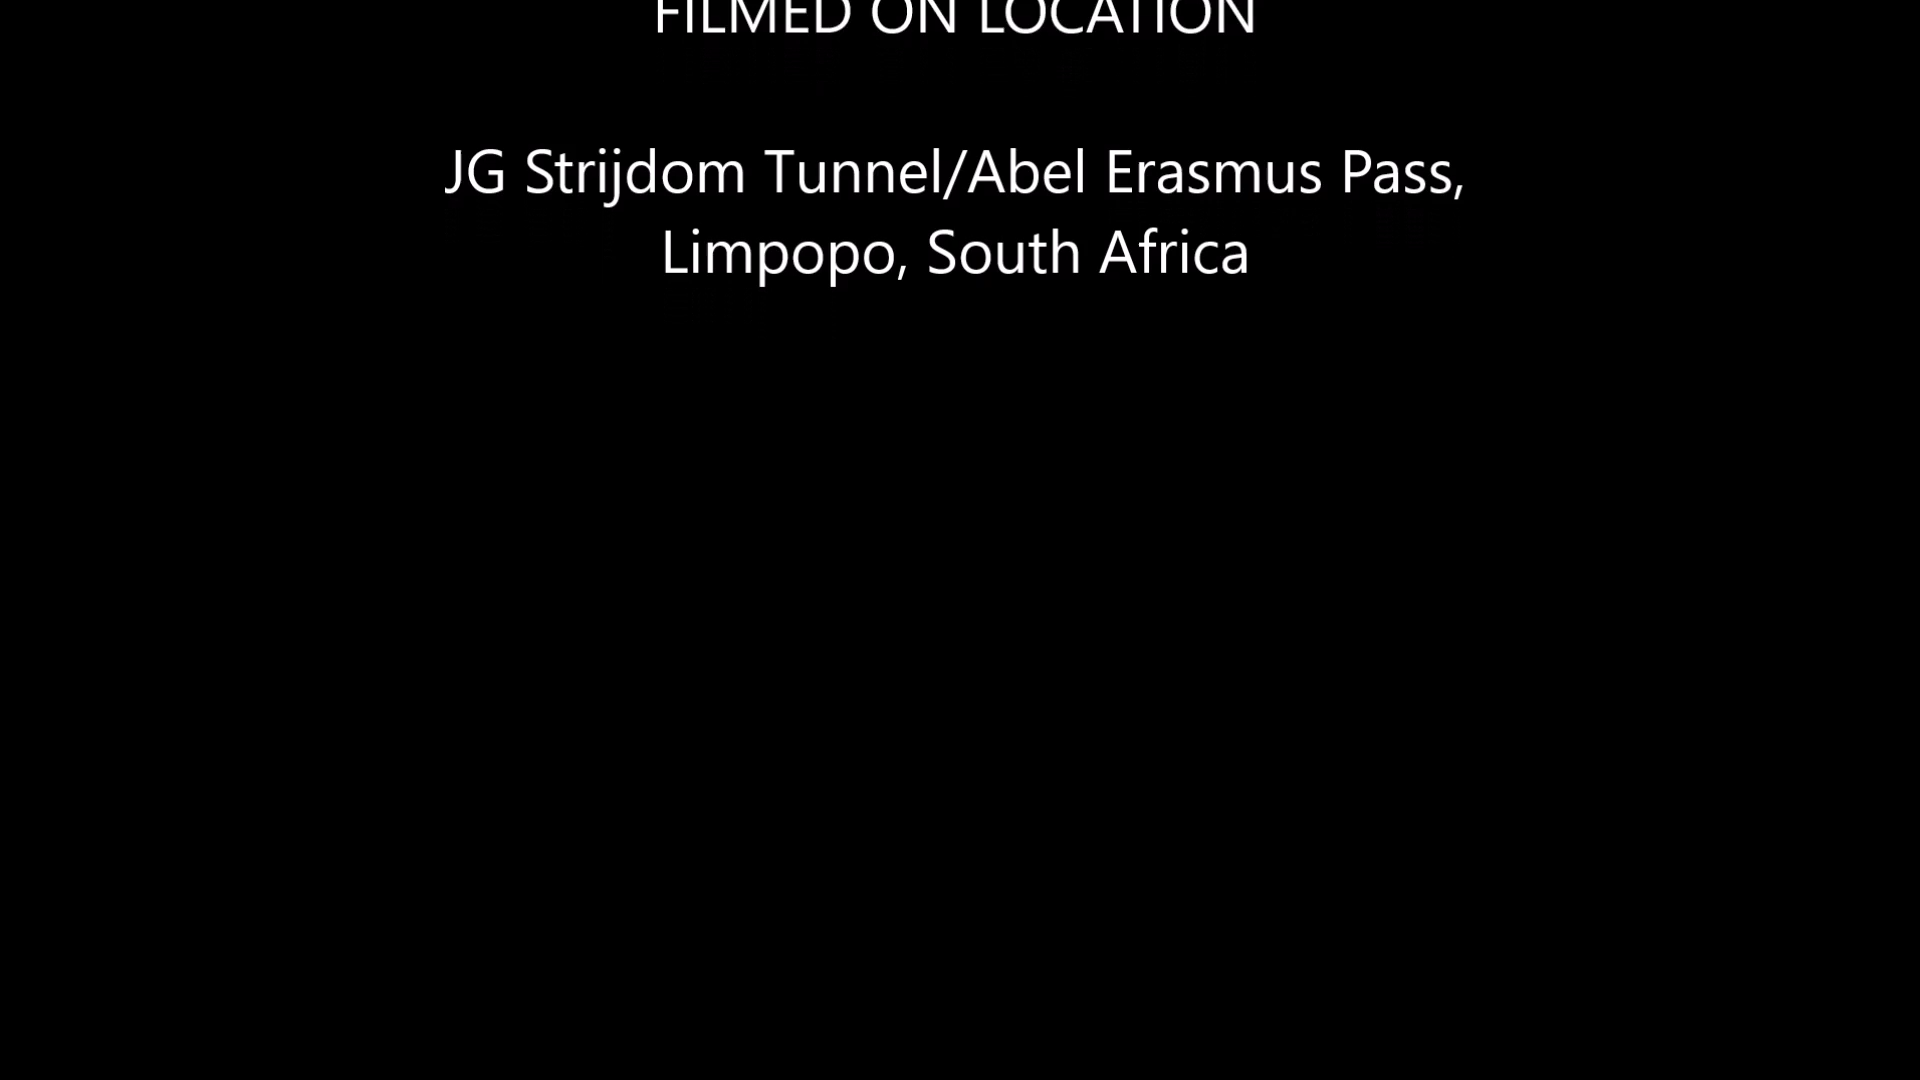 FILMED ON LOCATION
JG Strijdom Tunnel/Abel Erasmus Pass,
Limpopo, South Africa